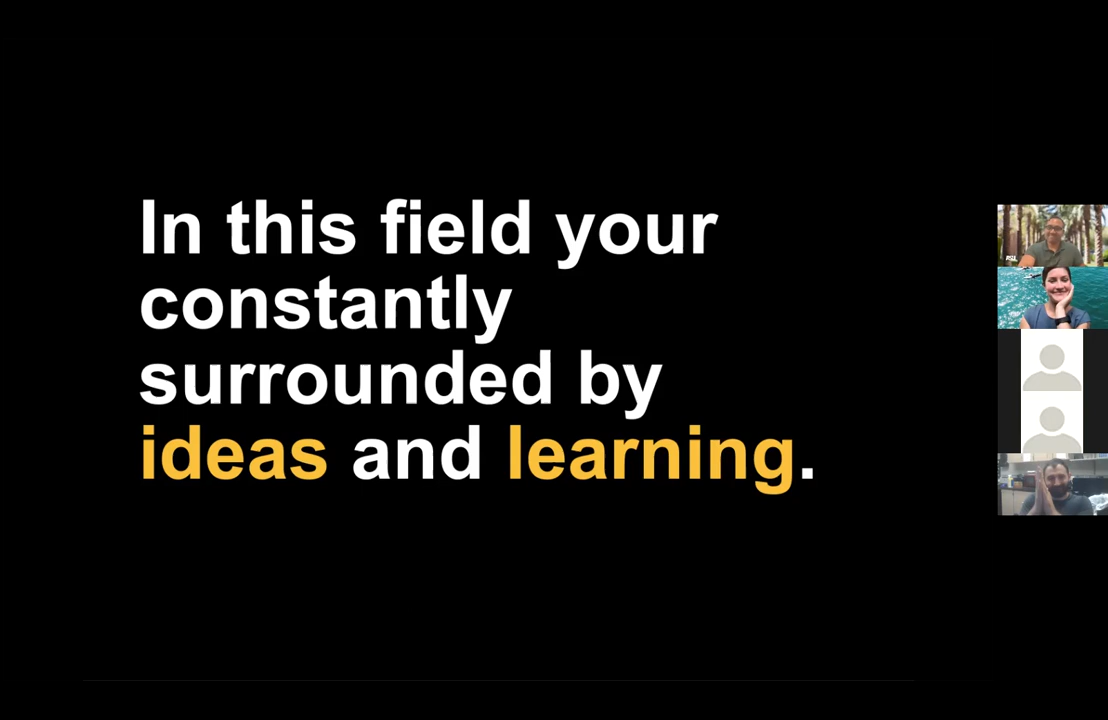 In this field your
constantly
surrounded by
ideas and learning.